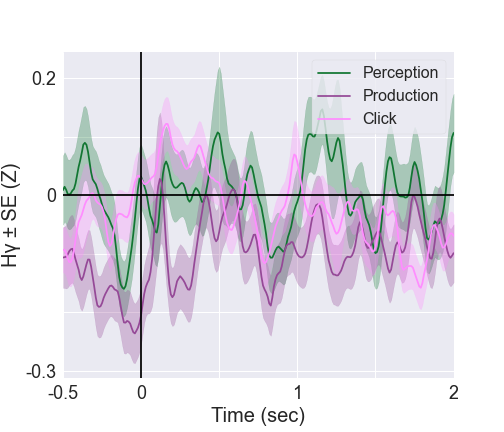 Perception
Production
Click
Hγ ± SE (Z)
0.2
0
-0.3
-0.5
0
1
2
Time (sec)